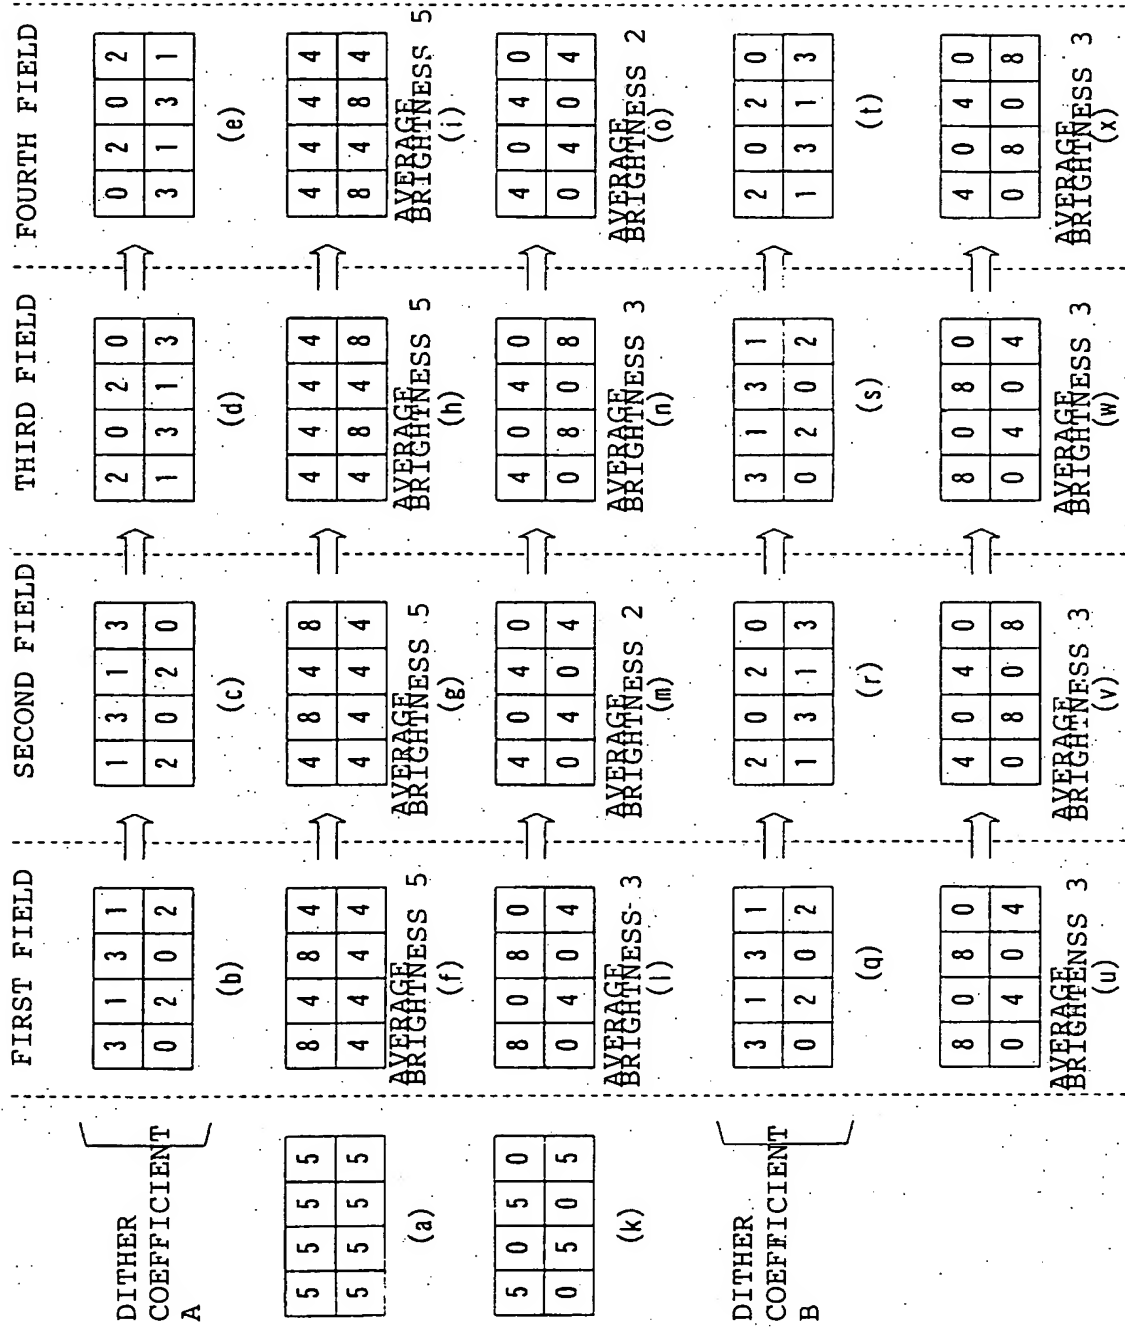 FIRST FIELD
SECOND FIELD
THIRD FIELD
FOURTH FIELD
DITHER
COEFFICIENT
A
3 1 3 1
0 2 0 2
(b)
1 3 1 3
2 0 2 0
(c)
2 0 2 0
1 3 1 3
(d)
0 2 0 2
3 1 3 1
(e)
5 5 5 5
5 5 5 5
(a)
8 4 8 4
4 4 4 4
AVERAGE
BRIGHTNESS 5
(f)
4 8 4 8
4 4 4 4
AVERAGE
BRIGHTNESS 5
(g)
4 4 4 4
4 8 4 8
AVERAGE
BRIGHTNESS 5
(h)
4 4 4 4
8 4 8 4
AVERAGE
BRIGHTNESS 5
(i)
5 0 5 0
0 5 0 5
(k)
8 0 8 0
0 4 0 4
AVERAGE
BRIGHTNESS 3
(l)
4 0 4 0
0 4 0 4
AVERAGE
BRIGHTNESS 2
(m)
4 0 4 0
0 8 0 8
AVERAGE
BRIGHTNESS 3
(n)
4 0 4 0
0 4 0 4
AVERAGE
BRIGHTNESS 2
(o)
DITHER
COEFFICIENT
B
3 1 3 1
0 2 0 2
(q)
2 0 2 0
1 3 1 3
(r)
3 1 3 1
0 2 0 2
(s)
2 0 2 0
1 3 1 3
(t)
8 0 8 0
0 4 0 4
AVERAGE
BRIGHTENSS 3
(u)
4 0 4 0
0 8 0 8
AVERAGE
BRIGHTNESS 3
(v)
8 0 8 0
0 4 0 4
AVERAGE
BRIGHTNESS 3
(w)
4 0 4 0
0 8 0 8
AVERAGE
BRIGHTNESS 3
(x)